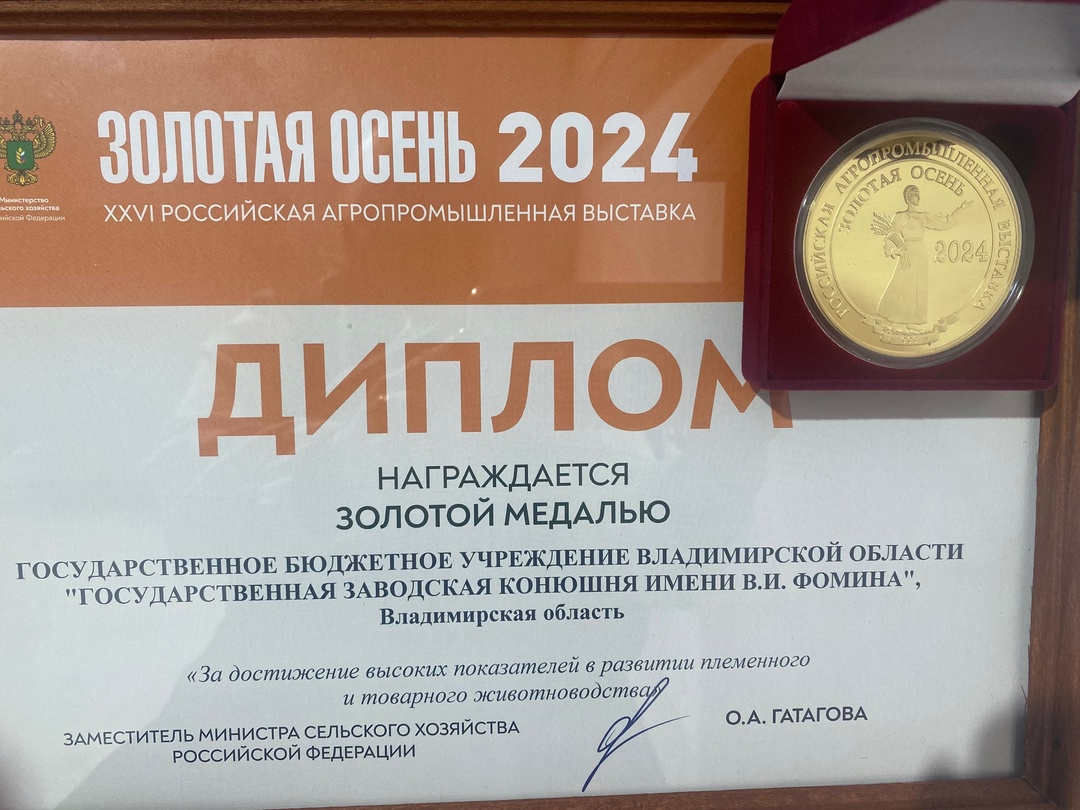 ЗОЛОТАЯ ОСЕНЬ 2024
XXVI РОССИЙСКАЯ АГРОПРОМЫШЛЕННАЯ ВЫСТАВКА
Министерство
хозяйства
Федерации
РОССИЙСКАЯ АГРОПРОМЫШЛЕННАЯ ВЫСТАВКА
ЗОЛОТАЯ ОСЕНЬ
2024
ДИПЛОМ
НАГРАЖДАЕТСЯ
ЗОЛОТОЙ МЕДАЛЬЮ
ГОСУДАРСТВЕННОЕ БЮДЖЕТНОЕ УЧРЕЖДЕНИЕ ВЛАДИМИРСКОЙ ОБЛАСТИ
"ГОСУДАРСТВЕННАЯ ЗАВОДСКАЯ КОНЮШНЯ ИМЕНИ В.И. ФОМИНА",
Владимирская область
«За достижение высоких показателей в развитии племенного
и товарного животноводства»
ЗАМЕСТИТЕЛЬ МИНИСТРА СЕЛЬСКОГО ХОЗЯЙСТВА
РОССИЙСКОЙ ФЕДЕРАЦИИ
О.А. ГАТАГОВА